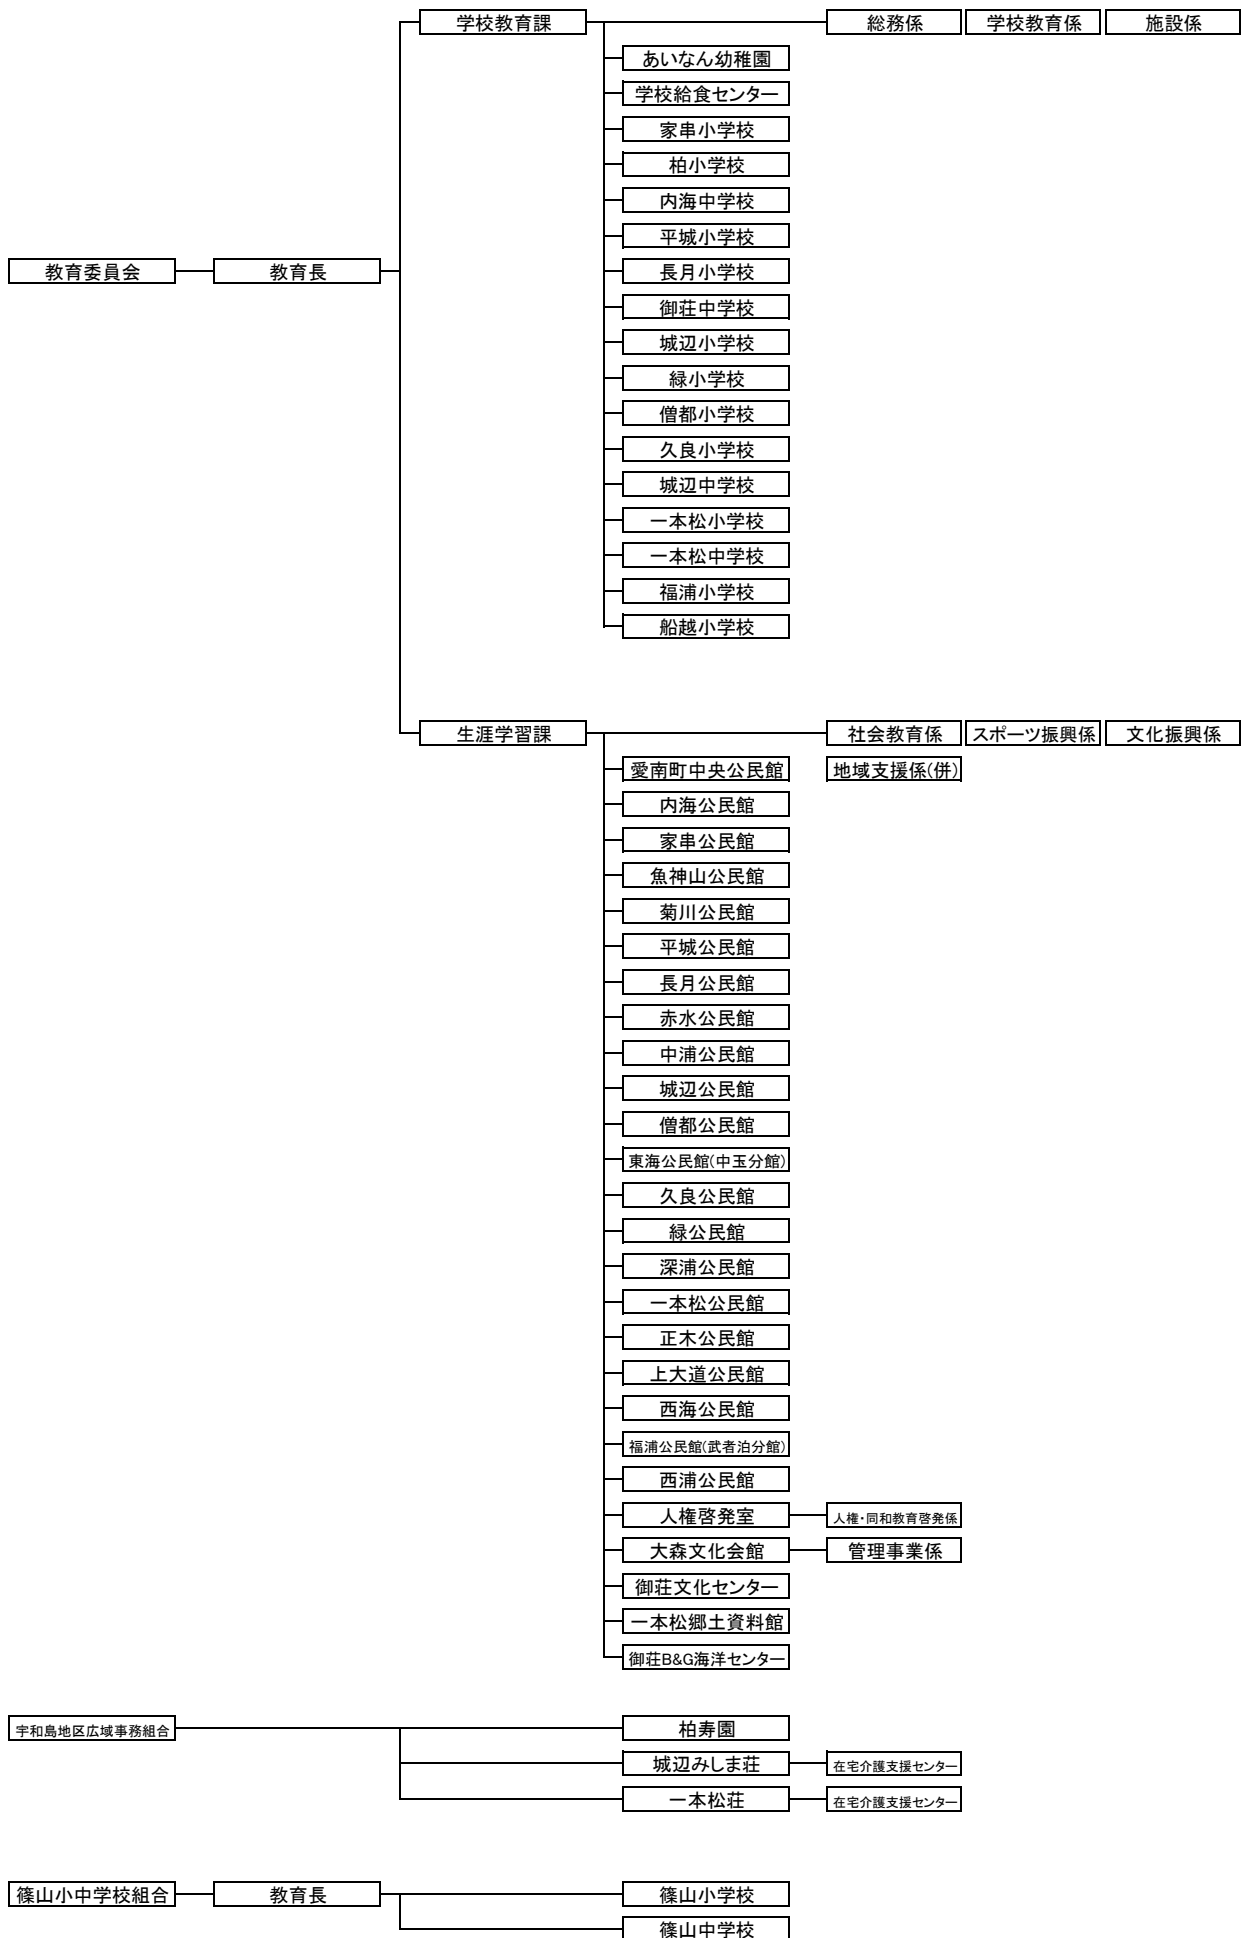 学校教育課 総務係 学校教育係 施設係
あいなん幼稚園
学校給食センター
家串小学校
柏小学校
内海中学校
平城小学校
教育委員会 教育長 長月小学校
御荘中学校
城辺小学校
緑小学校
僧都小学校
久良小学校
城辺中学校
一本松小学校
一本松中学校
福浦小学校
船越小学校
生涯学習課 社会教育係 スポーツ振興係 文化振興係
愛南町中央公民館 地域支援係(併)
内海公民館
家串公民館
魚神山公民館
菊川公民館
平城公民館
長月公民館
赤水公民館
中浦公民館
城辺公民館
僧都公民館
東海公民館(中玉分館)
久良公民館
緑公民館
深浦公民館
一本松公民館
正木公民館
上大道公民館
西海公民館
福浦公民館(武者泊分館)
西浦公民館
人権啓発室 人権・同和教育啓発係
大森文化会館 管理事業係
御荘文化センター
一本松郷土資料館
御荘B&G海洋センター
宇和島地区広域事務組合 柏寿園
城辺みしま荘 在宅介護支援センター
一本松荘 在宅介護支援センター
篠山小中学校組合 教育長 篠山小学校
篠山中学校